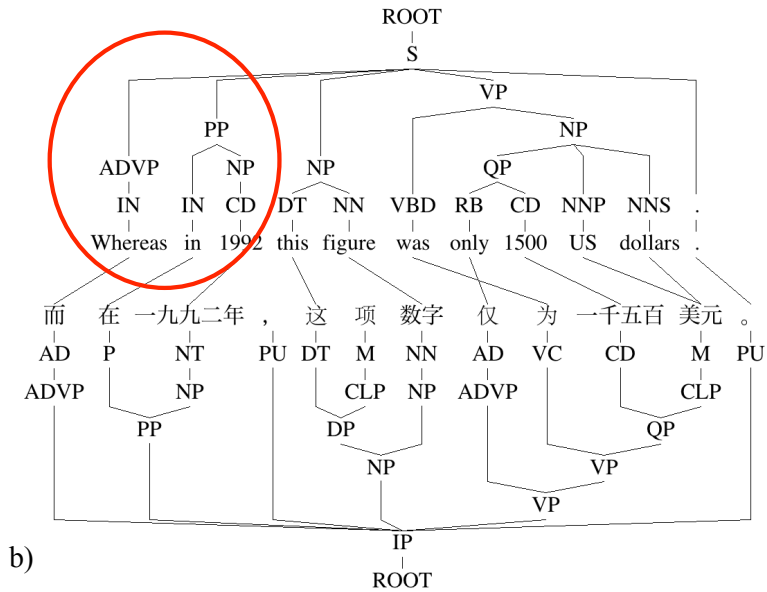 ROOT
S
VP
PP NP
ADVP NP NP QP
IN IN CD DT NN VBD RB CD NNP NNS .
Whereas in 1992 this figure was only 1500 US dollars .
而 在 一九九二年 , 这 项 数字 仅 为 一千五百 美元 。
AD P NT PU DT M NN AD VC CD M PU
ADVP NP CLP NP ADVP CLP
PP DP QP
NP VP
VP
IP
b)
ROOT